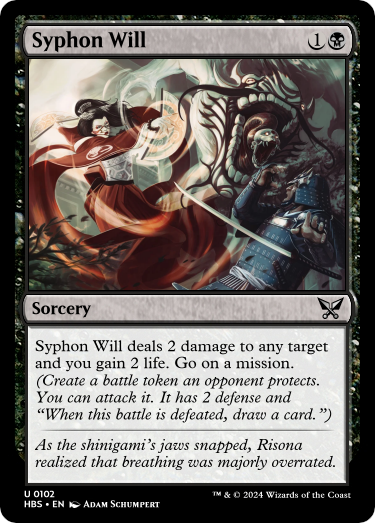 Syphon Will 1
Sorcery
Syphon Will deals 2 damage to any target
and you gain 2 life. Go on a mission.
(Create a battle token an opponent protects.
You can attack it. It has 2 defense and
“When this battle is defeated, draw a card.”)
As the shinigami’s jaws snapped, Risona
realized that breathing was majorly overrated.
U 0102
HBS • EN Adam Schumpert
™ & © 2024 Wizards of the Coast